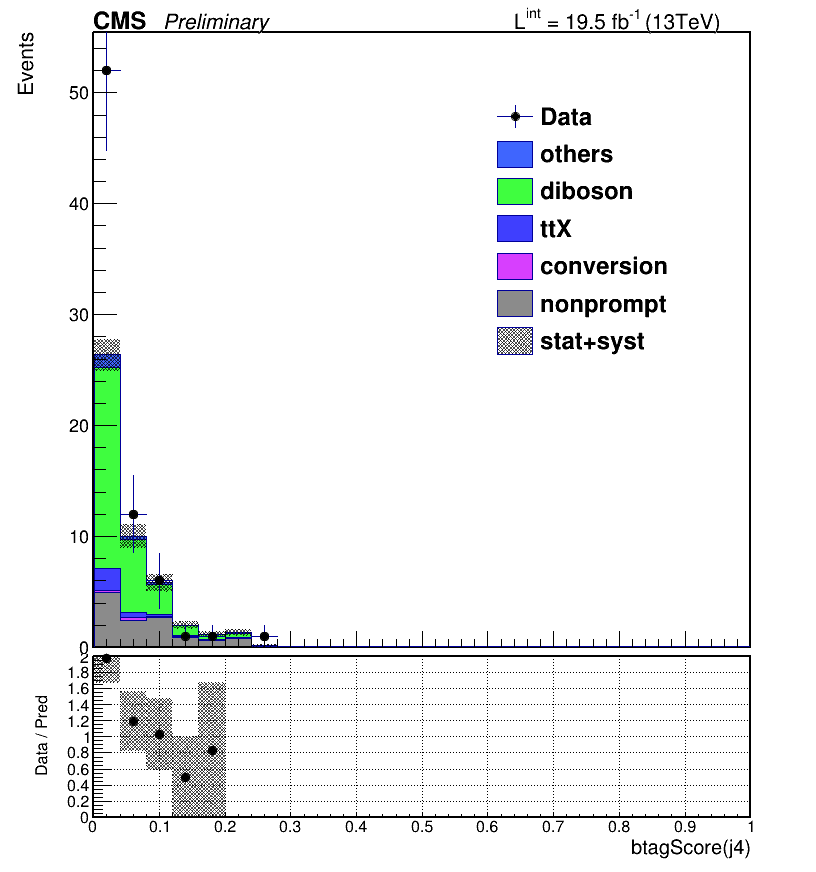 CMS Preliminary
L^int = 19.5 fb^-1 (13TeV)
Events
50
40
30
20
10
0
Data
others
diboson
ttX
conversion
nonprompt
stat+syst
Data / Pred
2
1.8
1.6
1.4
1.2
1
0.8
0.6
0.4
0.2
0
0 0.1 0.2 0.3 0.4 0.5 0.6 0.7 0.8 0.9 1
btagScore(j4)